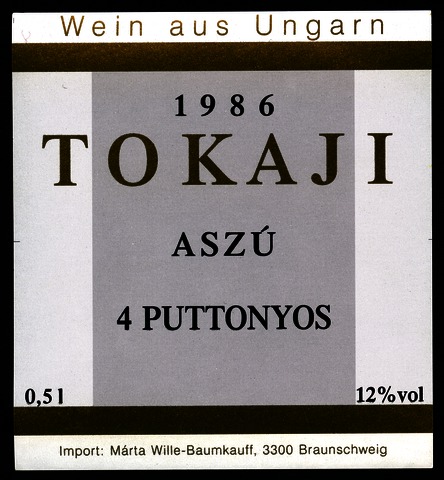 Wein aus Ungarn
1986
TOKAJI
ASZÚ
4 PUTTONYOS
0,5 l 12% vol
Import: Márta Wille-Baumkauff, 3300 Braunschweig